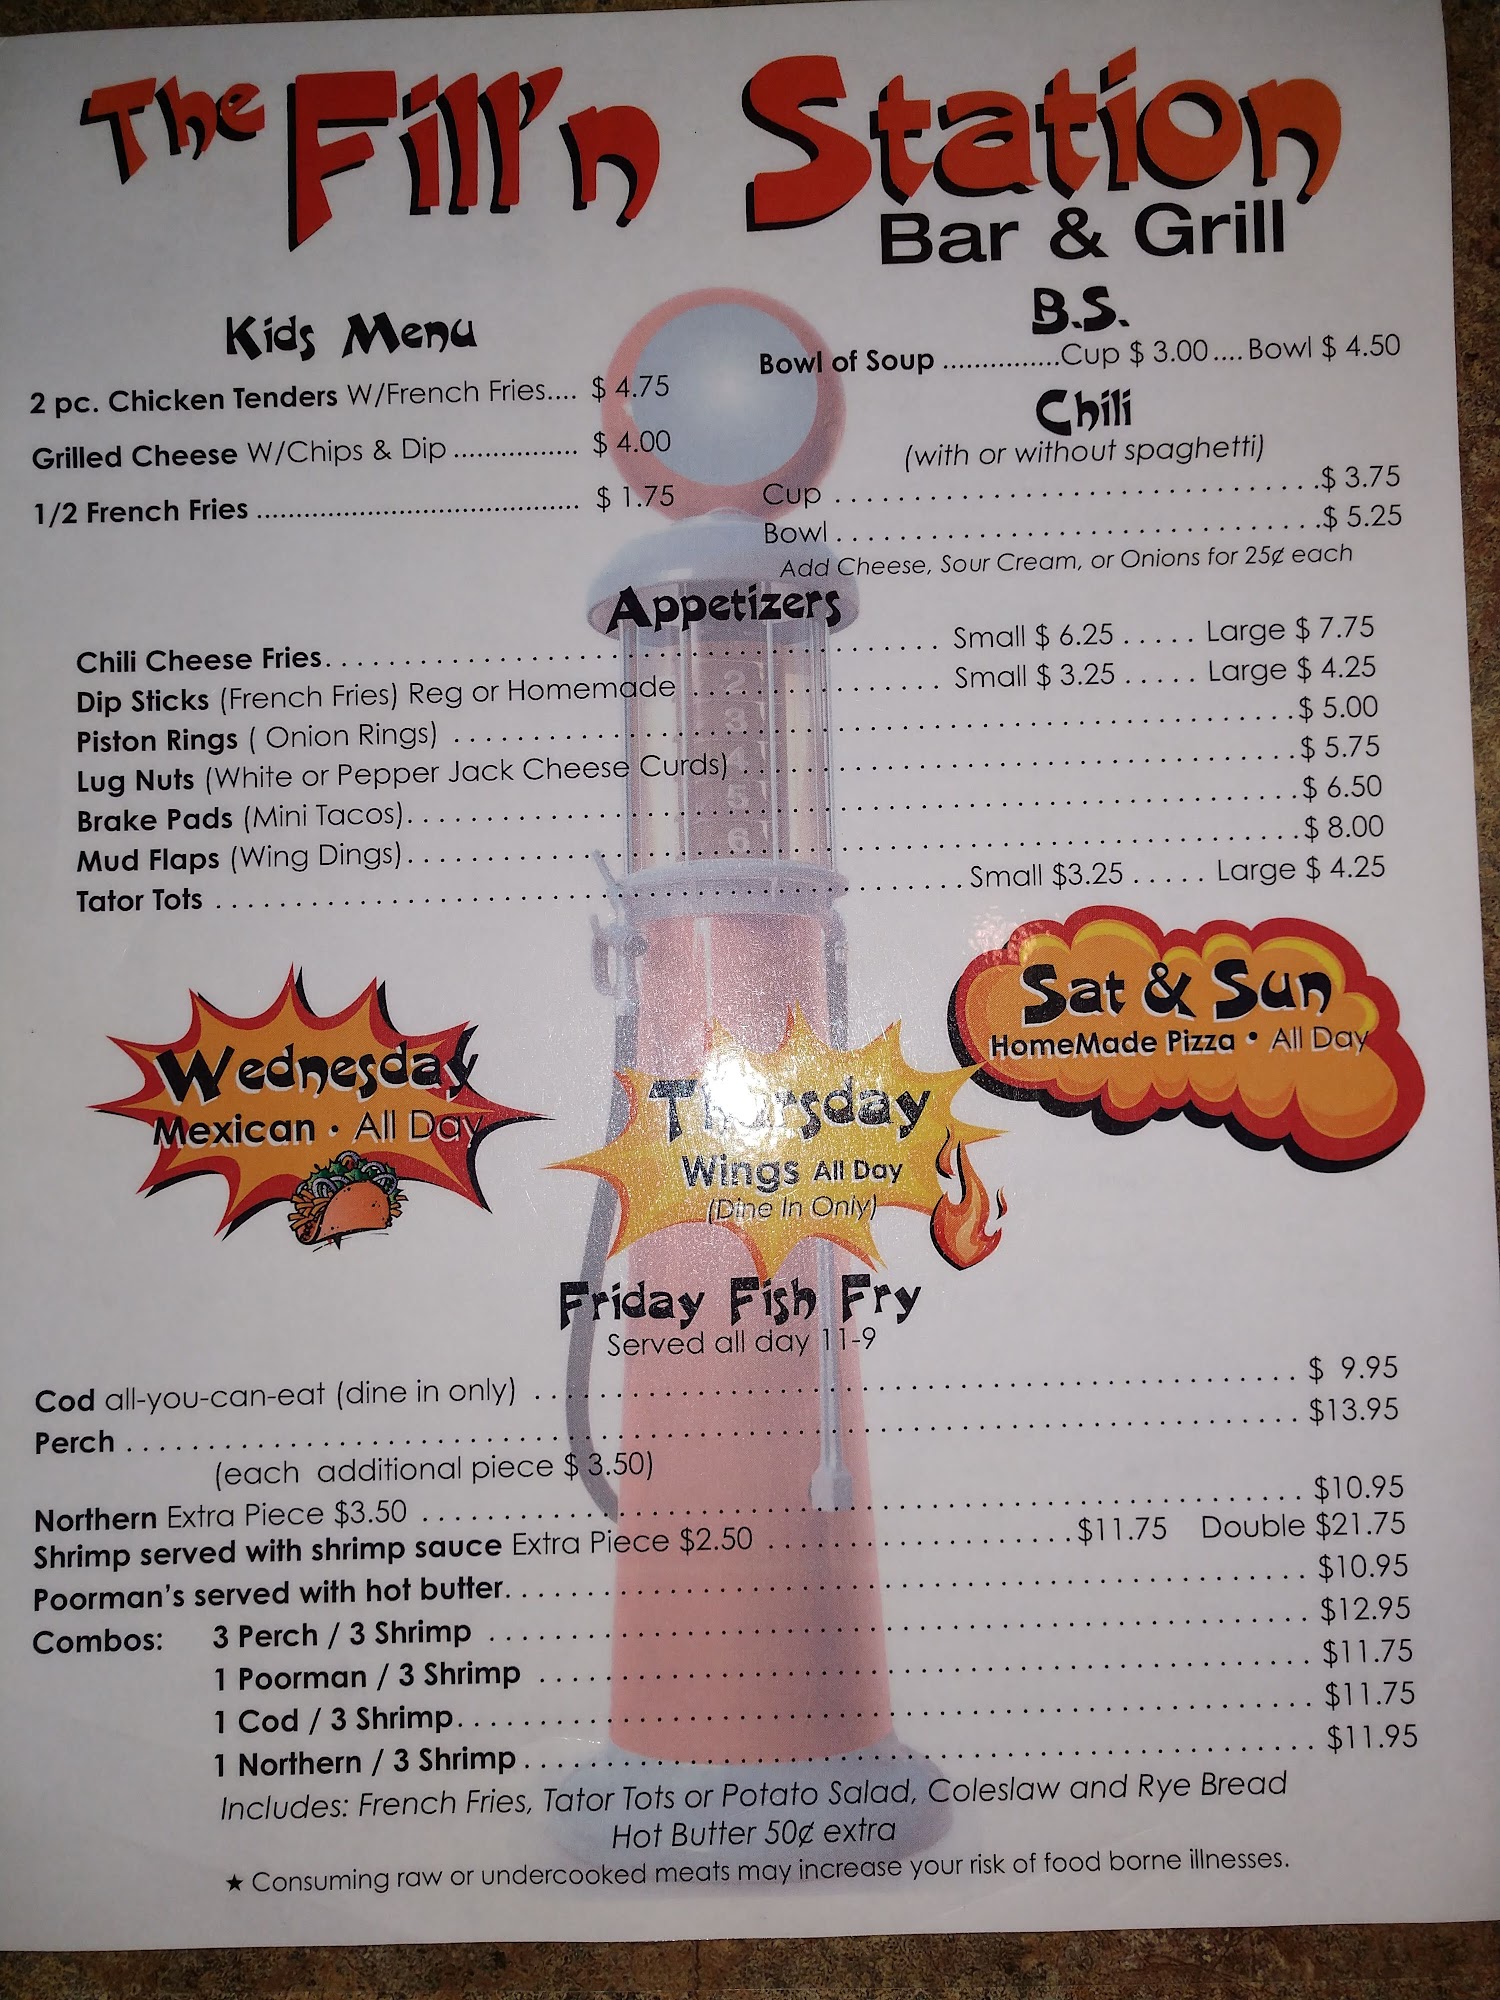 The Fill'n Station
Bar & Grill
Kids Menu
2 pc. Chicken Tenders W/French Fries.... $ 4.75
Grilled Cheese W/Chips & Dip ................ $ 4.00
1/2 French Fries ......................................... $ 1.75
B.S.
Bowl of Soup ...............Cup $ 3.00.... Bowl $ 4.50
Chili
(with or without spaghetti)
Cup ................................$ 3.75
Bowl ................................$ 5.25
Add Cheese, Sour Cream, or Onions for 25¢ each
Appetizers
Chili Cheese Fries........................................ Small $ 6.25 ..... Large $ 7.75
Dip Sticks (French Fries) Reg or Homemade ................ Small $ 3.25 ..... Large $ 4.25
Piston Rings ( Onion Rings) ......................................................$ 5.00
Lug Nuts (White or Pepper Jack Cheese Curds) ....................................$ 5.75
Brake Pads (Mini Tacos)..........................................................$ 6.50
Mud Flaps (Wing Dings)..........................................................$ 8.00
Tator Tots ................................................Small $3.25 ..... Large $ 4.25
2
3
4
5
6
Sat & Sun
HomeMade Pizza • All Day
Wednesday
Mexican • All Day
Thursday
Wings All Day
(Dine In Only)
Friday Fish Fry
Served all day 11-9
Cod all-you-can-eat (dine in only) ................................................ $ 9.95
Perch ........................................................................ $13.95
(each additional piece $ 3.50)
Northern Extra Piece $3.50 ...................................................... $10.95
Shrimp served with shrimp sauce Extra Piece $2.50 ...................$11.75 Double $21.75
Poorman's served with hot butter.................................................. $10.95
Combos: 3 Perch / 3 Shrimp .................................................. $12.95
1 Poorman / 3 Shrimp ................................................ $11.75
1 Cod / 3 Shrimp..................................................... $11.75
1 Northern / 3 Shrimp ................................................ $11.95
Includes: French Fries, Tator Tots or Potato Salad, Coleslaw and Rye Bread
Hot Butter 50¢ extra
★ Consuming raw or undercooked meats may increase your risk of food borne illnesses.